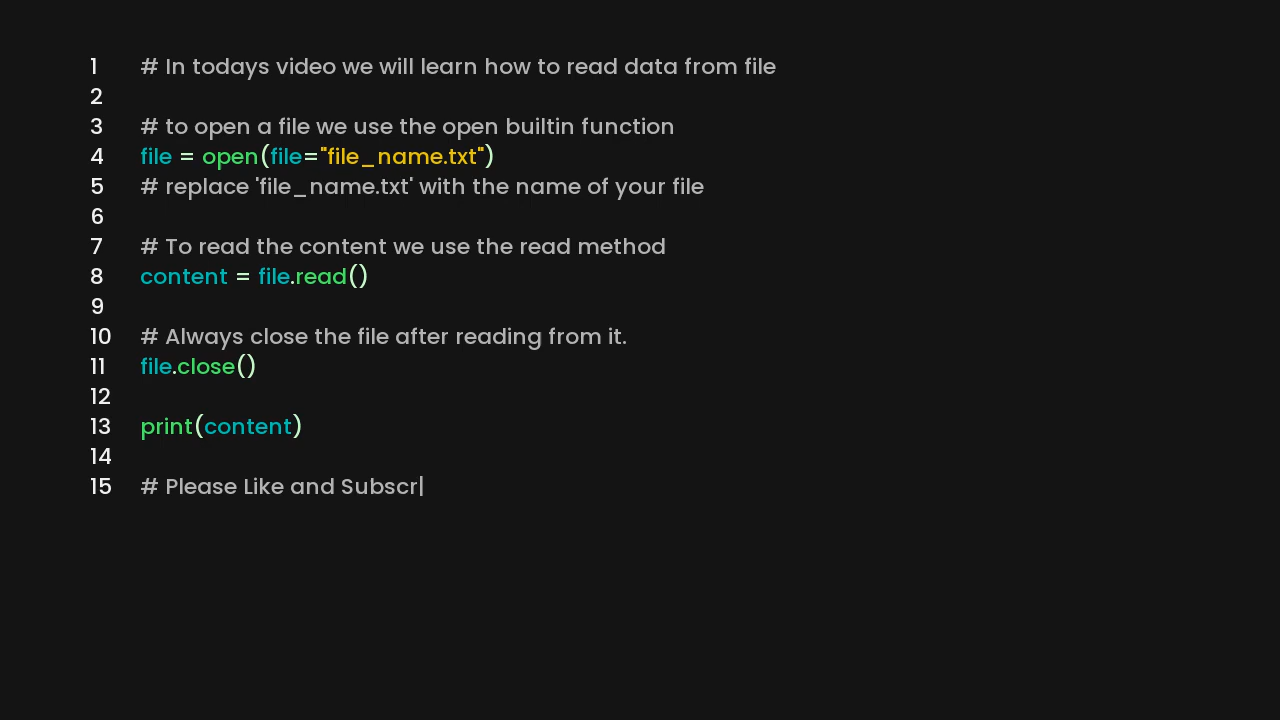 1 # In todays video we will learn how to read data from file
2
3 # to open a file we use the open builtin function
4 file = open(file="file_name.txt")
5 # replace 'file_name.txt' with the name of your file
6
7 # To read the content we use the read method
8 content = file.read()
9
10 # Always close the file after reading from it.
11 file.close()
12
13 print(content)
14
15 # Please Like and Subscr|